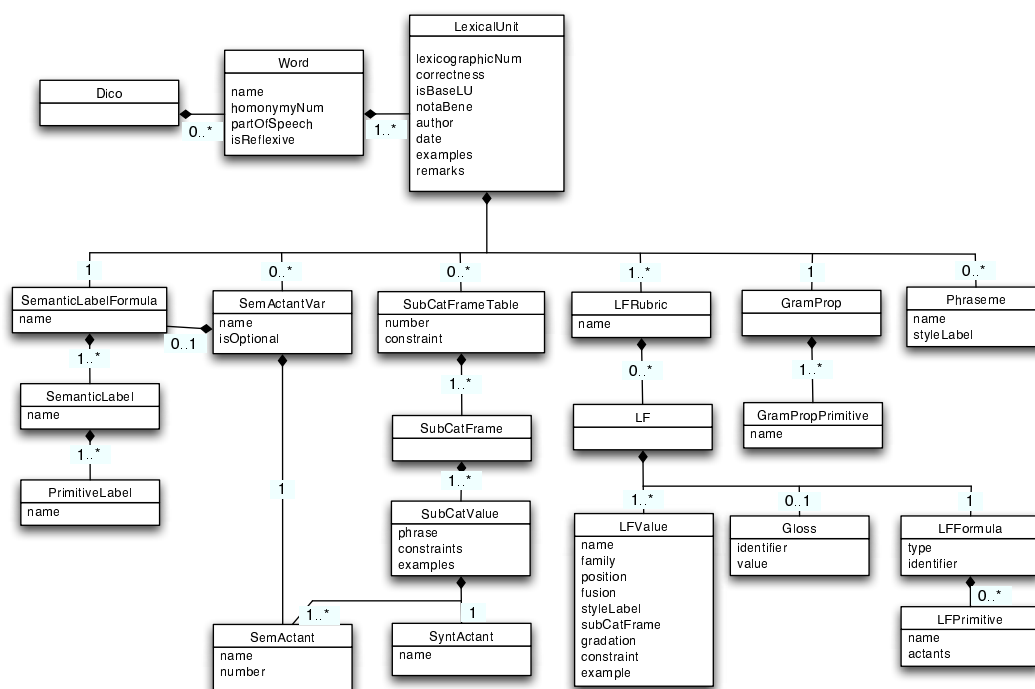 LexicalUnit
lexicographicNum
correctness
isBaseLU
notaBene
author
date
examples
remarks
Word
name
homonymyNum
partOfSpeech
isReflexive
Dico
0..*
1..*
1
0..*
0..*
1..*
1
0..*
SemanticLabelFormula
name
SemActantVar
name
isOptional
SubCatFrameTable
number
constraint
LFRubric
name
GramProp
Phraseme
name
styleLabel
0..1
1..*
1..*
0..*
1..*
SemanticLabel
name
SubCatFrame
LF
GramPropPrimitive
name
1..*
1..*
PrimitiveLabel
name
1
SubCatValue
phrase
constraints
examples
1..*
0..1
1
LFValue
name
family
position
fusion
styleLabel
subCatFrame
gradation
constraint
example
Gloss
identifier
value
LFFormula
type
identifier
0..*
LFPrimitive
name
actants
1..*
1
SemActant
name
number
SyntActant
name